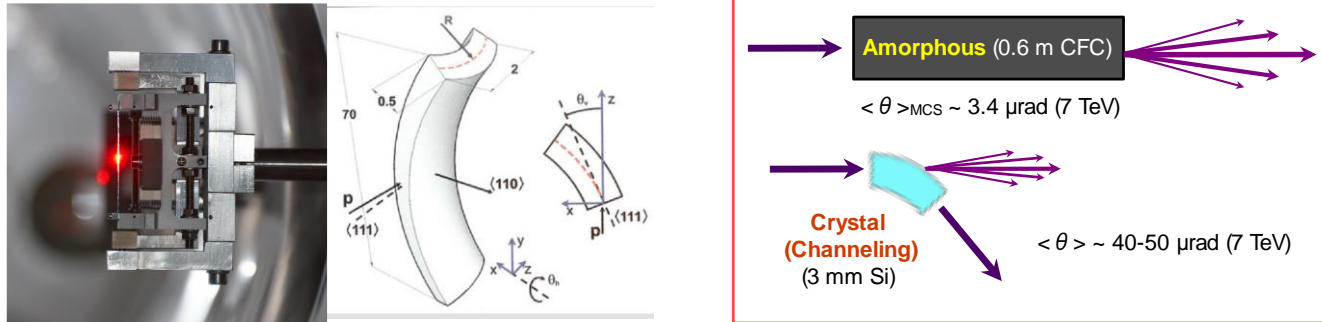 R
2
0.5
70
θv
z
⟨110⟩
p
⟨111⟩
x
p
⟨111⟩
y
x
z
θh
Amorphous (0.6 m CFC)
< θ >MCS ~ 3.4 μrad (7 TeV)
Crystal
(Channeling)
(3 mm Si)
< θ > ~ 40-50 μrad (7 TeV)